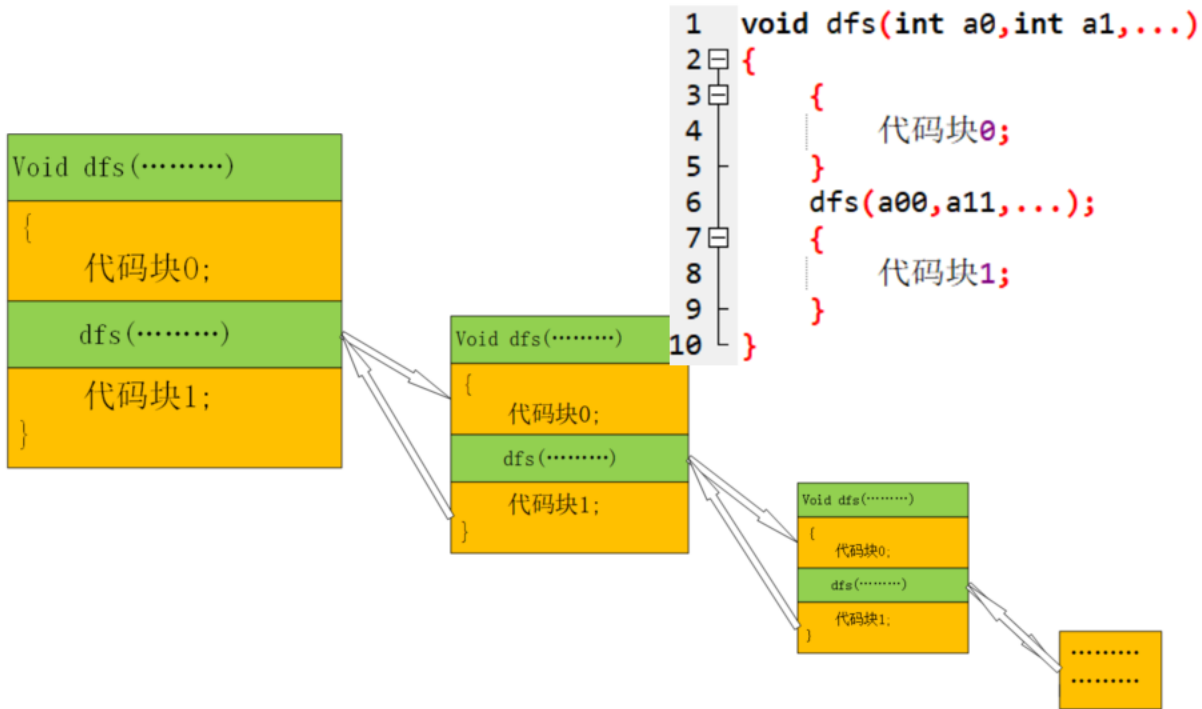 1 void dfs(int a0,int a1,...)
2 {
3 {
4 代码块0;
5 }
6 dfs(a00,a11,...);
7 {
8 代码块1;
9 }
10 }
Void dfs(………)
{
代码块0;
dfs(………)
代码块1;
}
Void dfs(………)
{
代码块0;
dfs(………)
代码块1;
}
Void dfs(………)
{
代码块0;
dfs(………)
代码块1;
}
………
………